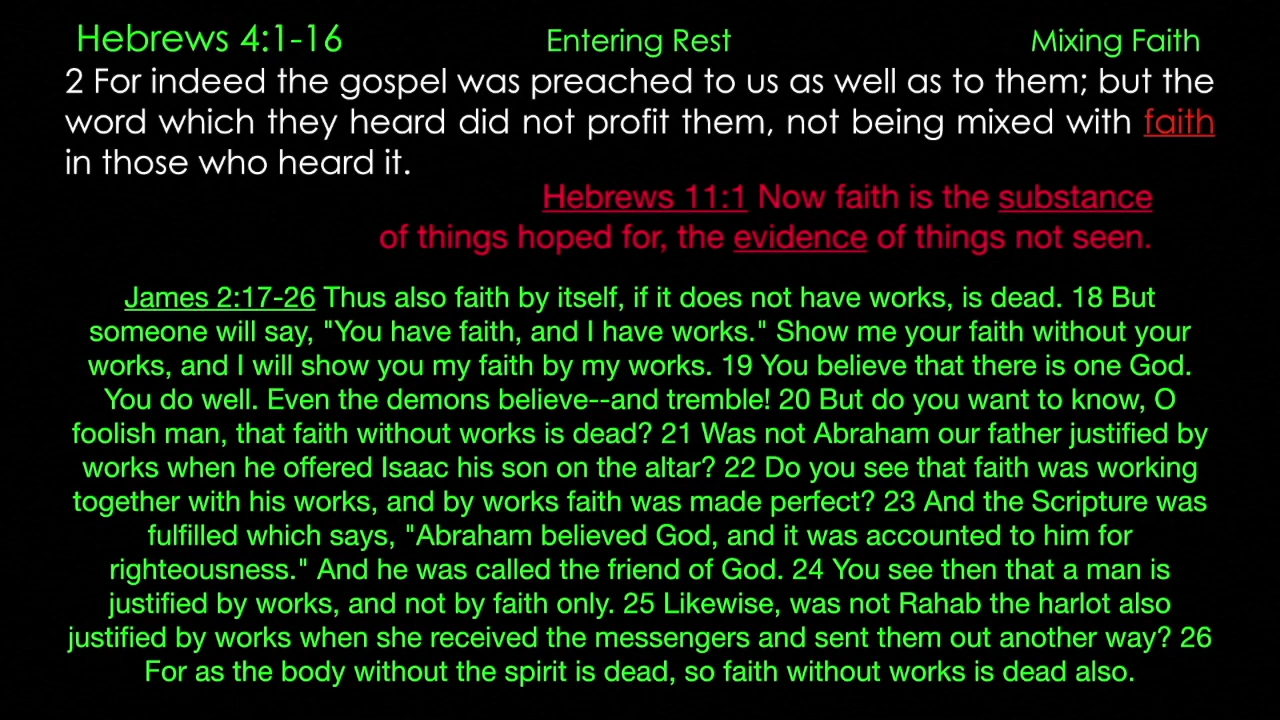 Hebrews 4:1-16 Entering Rest Mixing Faith
2 For indeed the gospel was preached to us as well as to them; but the
word which they heard did not profit them, not being mixed with faith
in those who heard it.
Hebrews 11:1 Now faith is the substance
of things hoped for, the evidence of things not seen.
James 2:17-26 Thus also faith by itself, if it does not have works, is dead. 18 But
someone will say, "You have faith, and I have works." Show me your faith without your
works, and I will show you my faith by my works. 19 You believe that there is one God.
You do well. Even the demons believe--and tremble! 20 But do you want to know, O
foolish man, that faith without works is dead? 21 Was not Abraham our father justified by
works when he offered Isaac his son on the altar? 22 Do you see that faith was working
together with his works, and by works faith was made perfect? 23 And the Scripture was
fulfilled which says, "Abraham believed God, and it was accounted to him for
righteousness." And he was called the friend of God. 24 You see then that a man is
justified by works, and not by faith only. 25 Likewise, was not Rahab the harlot also
justified by works when she received the messengers and sent them out another way? 26
For as the body without the spirit is dead, so faith without works is dead also.